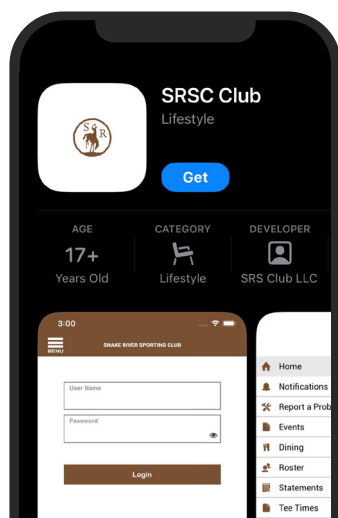 SRSC Club
Lifestyle
S R
Get
AGE
17+
Years Old
CATEGORY
Lifestyle
DEVELOPER
SRS Club LLC
3:00
MENU
SNAKE RIVER SPORTING CLUB
User Name
Password
Login
Home
Notifications
Report a Prob
Events
Dining
Roster
Statements
Tee Times